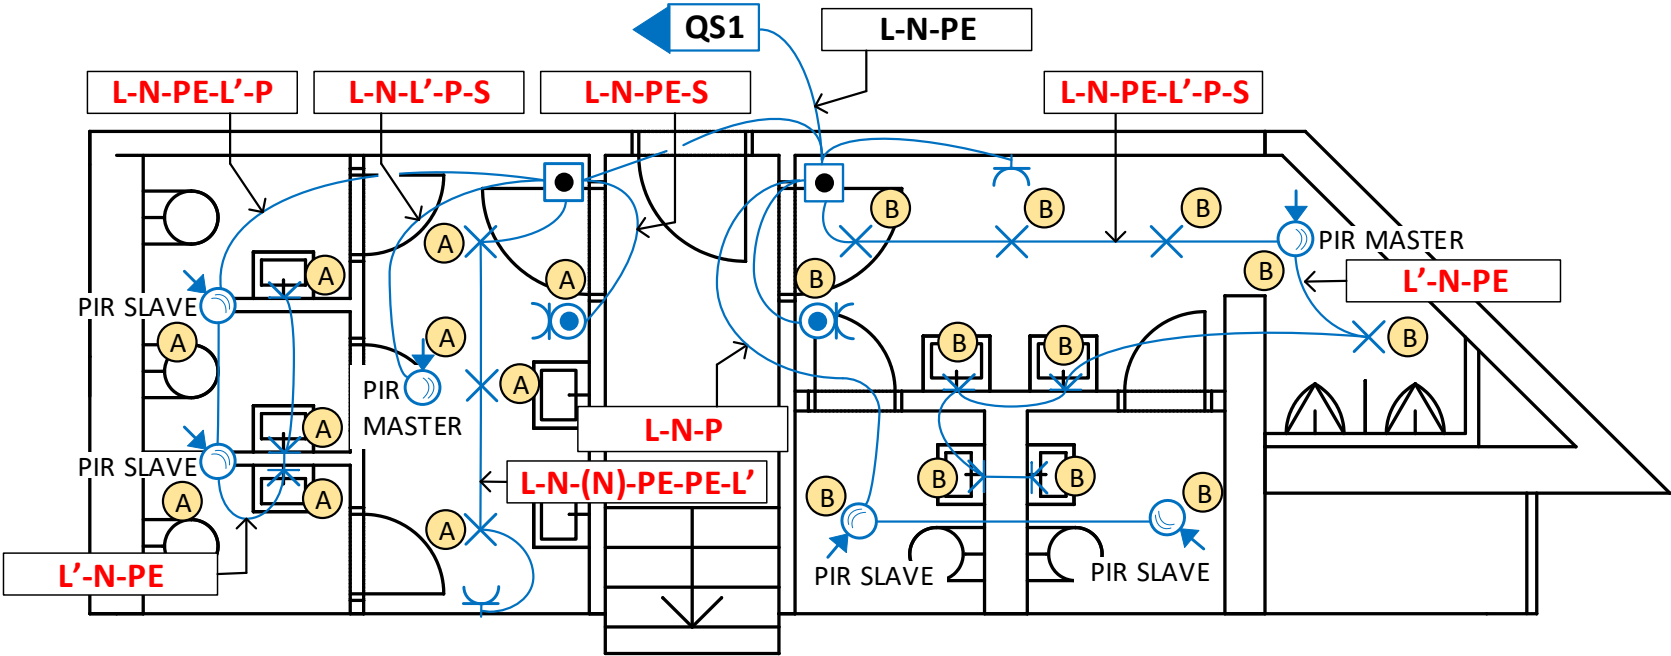 QS1
L-N-PE
L-N-PE-L’-P
L-N-L’-P-S
L-N-PE-S
L-N-PE-L’-P-S
B
B
B
A
PIR MASTER
A
A
B
B
L’-N-PE
PIR SLAVE
A
A
B
B
B
PIR
MASTER
A
L-N-P
A
PIR SLAVE
B
B
L-N-(N)-PE-PE-L’
A
A
A
B
B
L’-N-PE
PIR SLAVE
PIR SLAVE